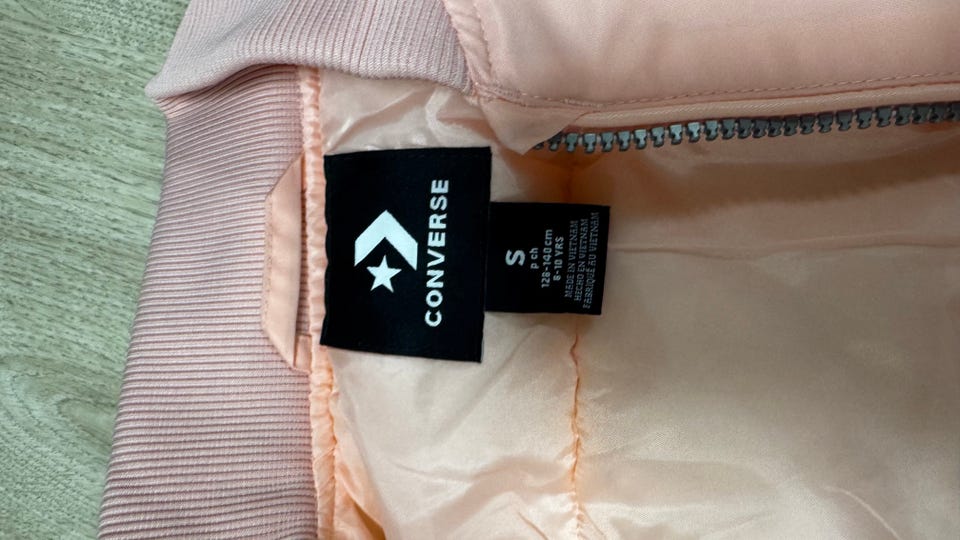 CONVERSE
S
p ch
128-140cm
8-10 YRS
MADE IN VIETNAM
HECHO EN VIETNAM
FABRIQUÉ AU VIETNAM